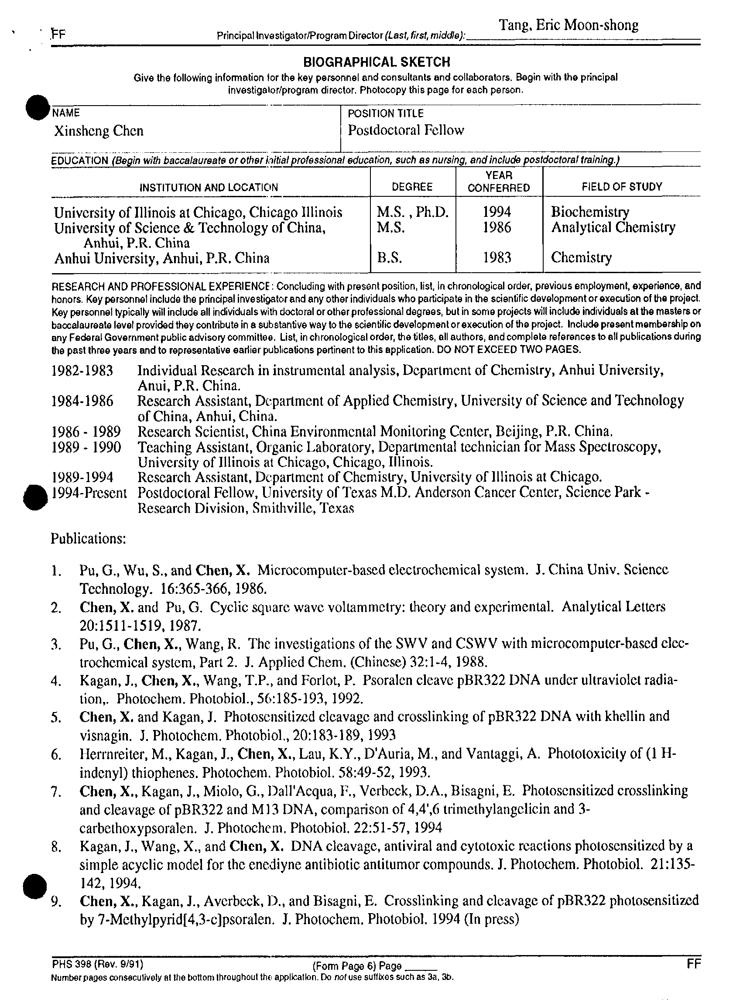 FF
Principal Investigator/Program Director (Last, first, middle): Tang, Eric Moon-shong
BIOGRAPHICAL SKETCH
Give the following information for the key personnel and consultants and collaborators. Begin with the principal
investigator/program director. Photocopy this page for each person.
NAME
POSITION TITLE
Xinsheng Chen
Postdoctoral Fellow
EDUCATION (Begin with baccalaureate or other initial professional education, such as nursing, and include postdoctoral training.)
INSTITUTION AND LOCATION
DEGREE
YEAR
CONFERRED
FIELD OF STUDY
University of Illinois at Chicago, Chicago Illinois M.S. , Ph.D. 1994 Biochemistry
University of Science & Technology of China, M.S. 1986 Analytical Chemistry
Anhui, P.R. China
Anhui University, Anhui, P.R. China B.S. 1983 Chemistry
RESEARCH AND PROFESSIONAL EXPERIENCE: Concluding with present position, list, in chronological order, previous employment, experience, and
honors. Key personnel include the principal investigator and any other individuals who participate in the scientific development or execution of the project.
Key personnel typically will include all individuals with doctoral or other professional degrees, but in some projects will include individuals at the masters or
baccalaureate level provided they contribute in a substantive way to the scientific development or execution of the project. Include present membership on
any Federal Government public advisory committee. List, in chronological order, the titles, all authors, and complete references to all publications during
the past three years and to representative earlier publications pertinent to this application. DO NOT EXCEED TWO PAGES.
1982-1983 Individual Research in instrumental analysis, Department of Chemistry, Anhui University,
Anui, P.R. China.
1984-1986 Research Assistant, Department of Applied Chemistry, University of Science and Technology
of China, Anhui, China.
1986 - 1989 Research Scientist, China Environmental Monitoring Center, Beijing, P.R. China.
1989 - 1990 Teaching Assistant, Organic Laboratory, Departmental technician for Mass Spectroscopy,
University of Illinois at Chicago, Chicago, Illinois.
1989-1994 Research Assistant, Department of Chemistry, University of Illinois at Chicago.
1994-Present Postdoctoral Fellow, University of Texas M.D. Anderson Cancer Center, Science Park -
Research Division, Smithville, Texas
Publications:
1. Pu, G., Wu, S., and Chen, X. Microcomputer-based electrochemical system. J. China Univ. Science
Technology. 16:365-366, 1986.
2. Chen, X. and Pu, G. Cyclic square wave voltammetry: theory and experimental. Analytical Letters
20:1511-1519, 1987.
3. Pu, G., Chen, X., Wang, R. The investigations of the SWV and CSWV with microcomputer-based elec-
trochemical system, Part 2. J. Applied Chem. (Chinese) 32:1-4, 1988.
4. Kagan, J., Chen, X., Wang, T.P., and Forlot, P. Psoralen cleave pBR322 DNA under ultraviolet radia-
tion,. Photochem. Photobiol., 56:185-193, 1992.
5. Chen, X. and Kagan, J. Photosensitized cleavage and crosslinking of pBR322 DNA with khellin and
visnagin. J. Photochem. Photobiol., 20:183-189, 1993
6. Herrnreiter, M., Kagan, J., Chen, X., Lau, K.Y., D'Auria, M., and Vantaggi, A. Phototoxicity of (1 H-
indenyl) thiophenes. Photochem. Photobiol. 58:49-52, 1993.
7. Chen, X., Kagan, J., Miolo, G., Dall'Acqua, F., Verbeck, D.A., Bisagni, E. Photosensitized crosslinking
and cleavage of pBR322 and M13 DNA, comparison of 4,4',6 trimethylangelicin and 3-
carbethoxypsoralen. J. Photochem. Photobiol. 22:51-57, 1994
8. Kagan, J., Wang, X., and Chen, X. DNA cleavage, antiviral and cytotoxic reactions photosensitized by a
simple acyclic model for the enediyne antibiotic antitumor compounds. J. Photochem. Photobiol. 21:135-
142, 1994.
9. Chen, X., Kagan, J., Averbeck, D., and Bisagni, E. Crosslinking and cleavage of pBR322 photosensitized
by 7-Methylpyrid[4,3-c]psoralen. J. Photochem. Photobiol. 1994 (In press)
PHS 398 (Rev. 9/91) (Form Page 6) Page FF
Number pages consecutively at the bottom throughout the application. Do not use suffixes such as 3a, 3b.